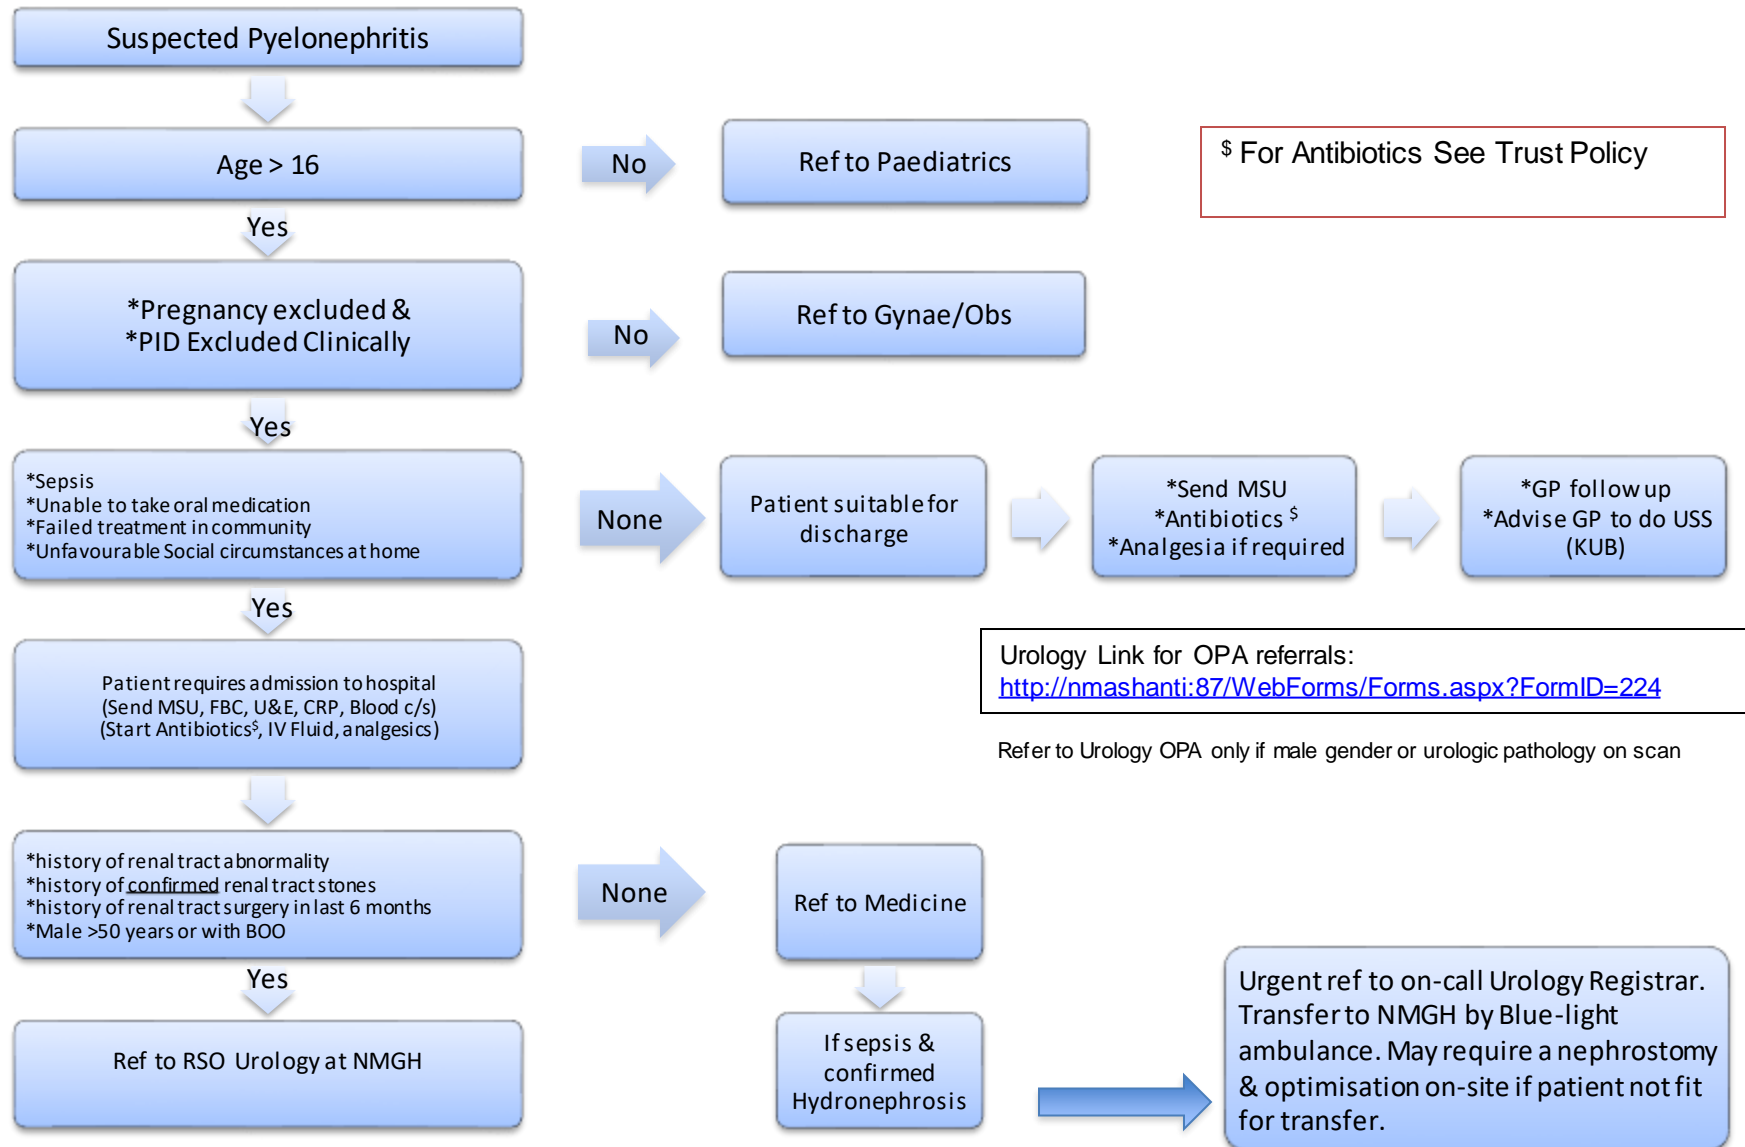 Suspected Pyelonephritis
Age > 16
No
Ref to Paediatrics
$ For Antibiotics See Trust Policy
Yes
*Pregnancy excluded &
*PID Excluded Clinically
No
Ref to Gynae/Obs
Yes
*Sepsis
*Unable to take oral medication
*Failed treatment in community
*Unfavourable Social circumstances at home
None
Patient suitable for
discharge
*Send MSU
*Antibiotics $
*Analgesia if required
*GP follow up
*Advise GP to do USS
(KUB)
Yes
Urology Link for OPA referrals:
http://nmashanti:87/WebForms/Forms.aspx?FormID=224
Refer to Urology OPA only if male gender or urologic pathology on scan
Patient requires admission to hospital
(Send MSU, FBC, U&E, CRP, Blood c/s)
(Start Antibiotics$, IV Fluid, analgesics)
*history of renal tract abnormality
*history of confirmed renal tract stones
*history of renal tract surgery in last 6 months
*Male >50 years or with BOO
None
Ref to Medicine
Yes
Ref to RSO Urology at NMGH
If sepsis &
confirmed
Hydronephrosis
Urgent ref to on-call Urology Registrar.
Transfer to NMGH by Blue-light
ambulance. May require a nephrostomy
& optimisation on-site if patient not fit
for transfer.